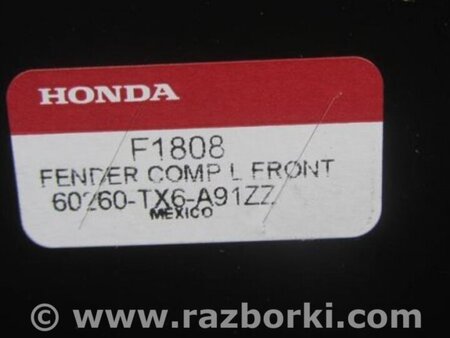 HONDA
F1808
FENDER COMP L FRONT
60260-TX6-A91ZZ
MEXICO
© www.razborki.com